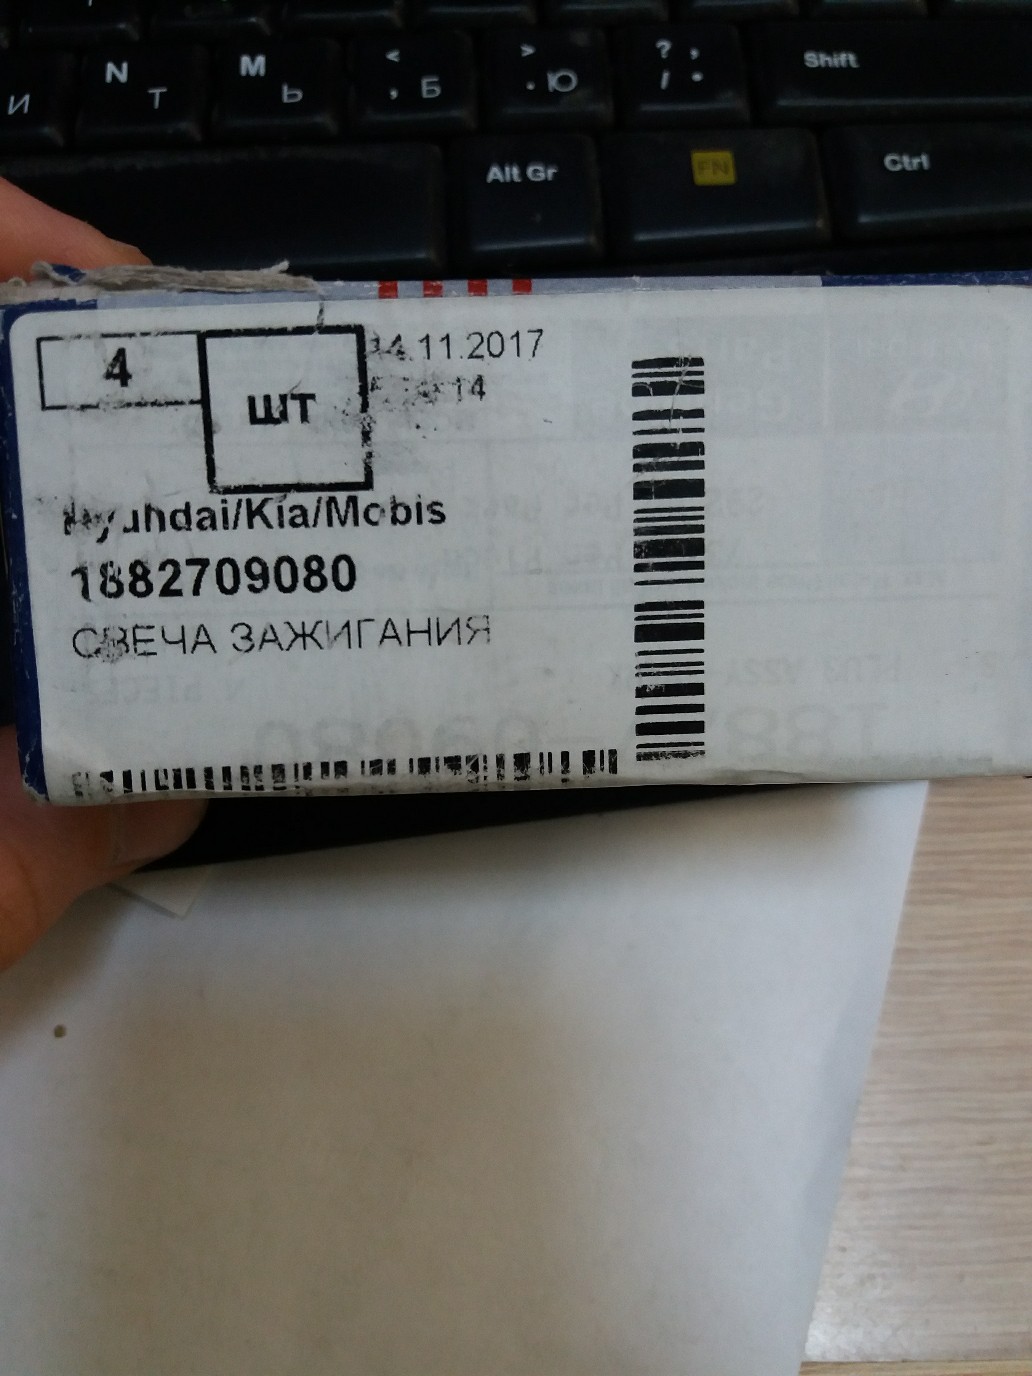 N M < > ? , Shift
И Т Ь , Б . Ю / .
Alt Gr FN Ctrl
4
шт
14.11.2017
14
Hyundai/Kia/Mobis
1882709080
СВЕЧА ЗАЖИГАНИЯ